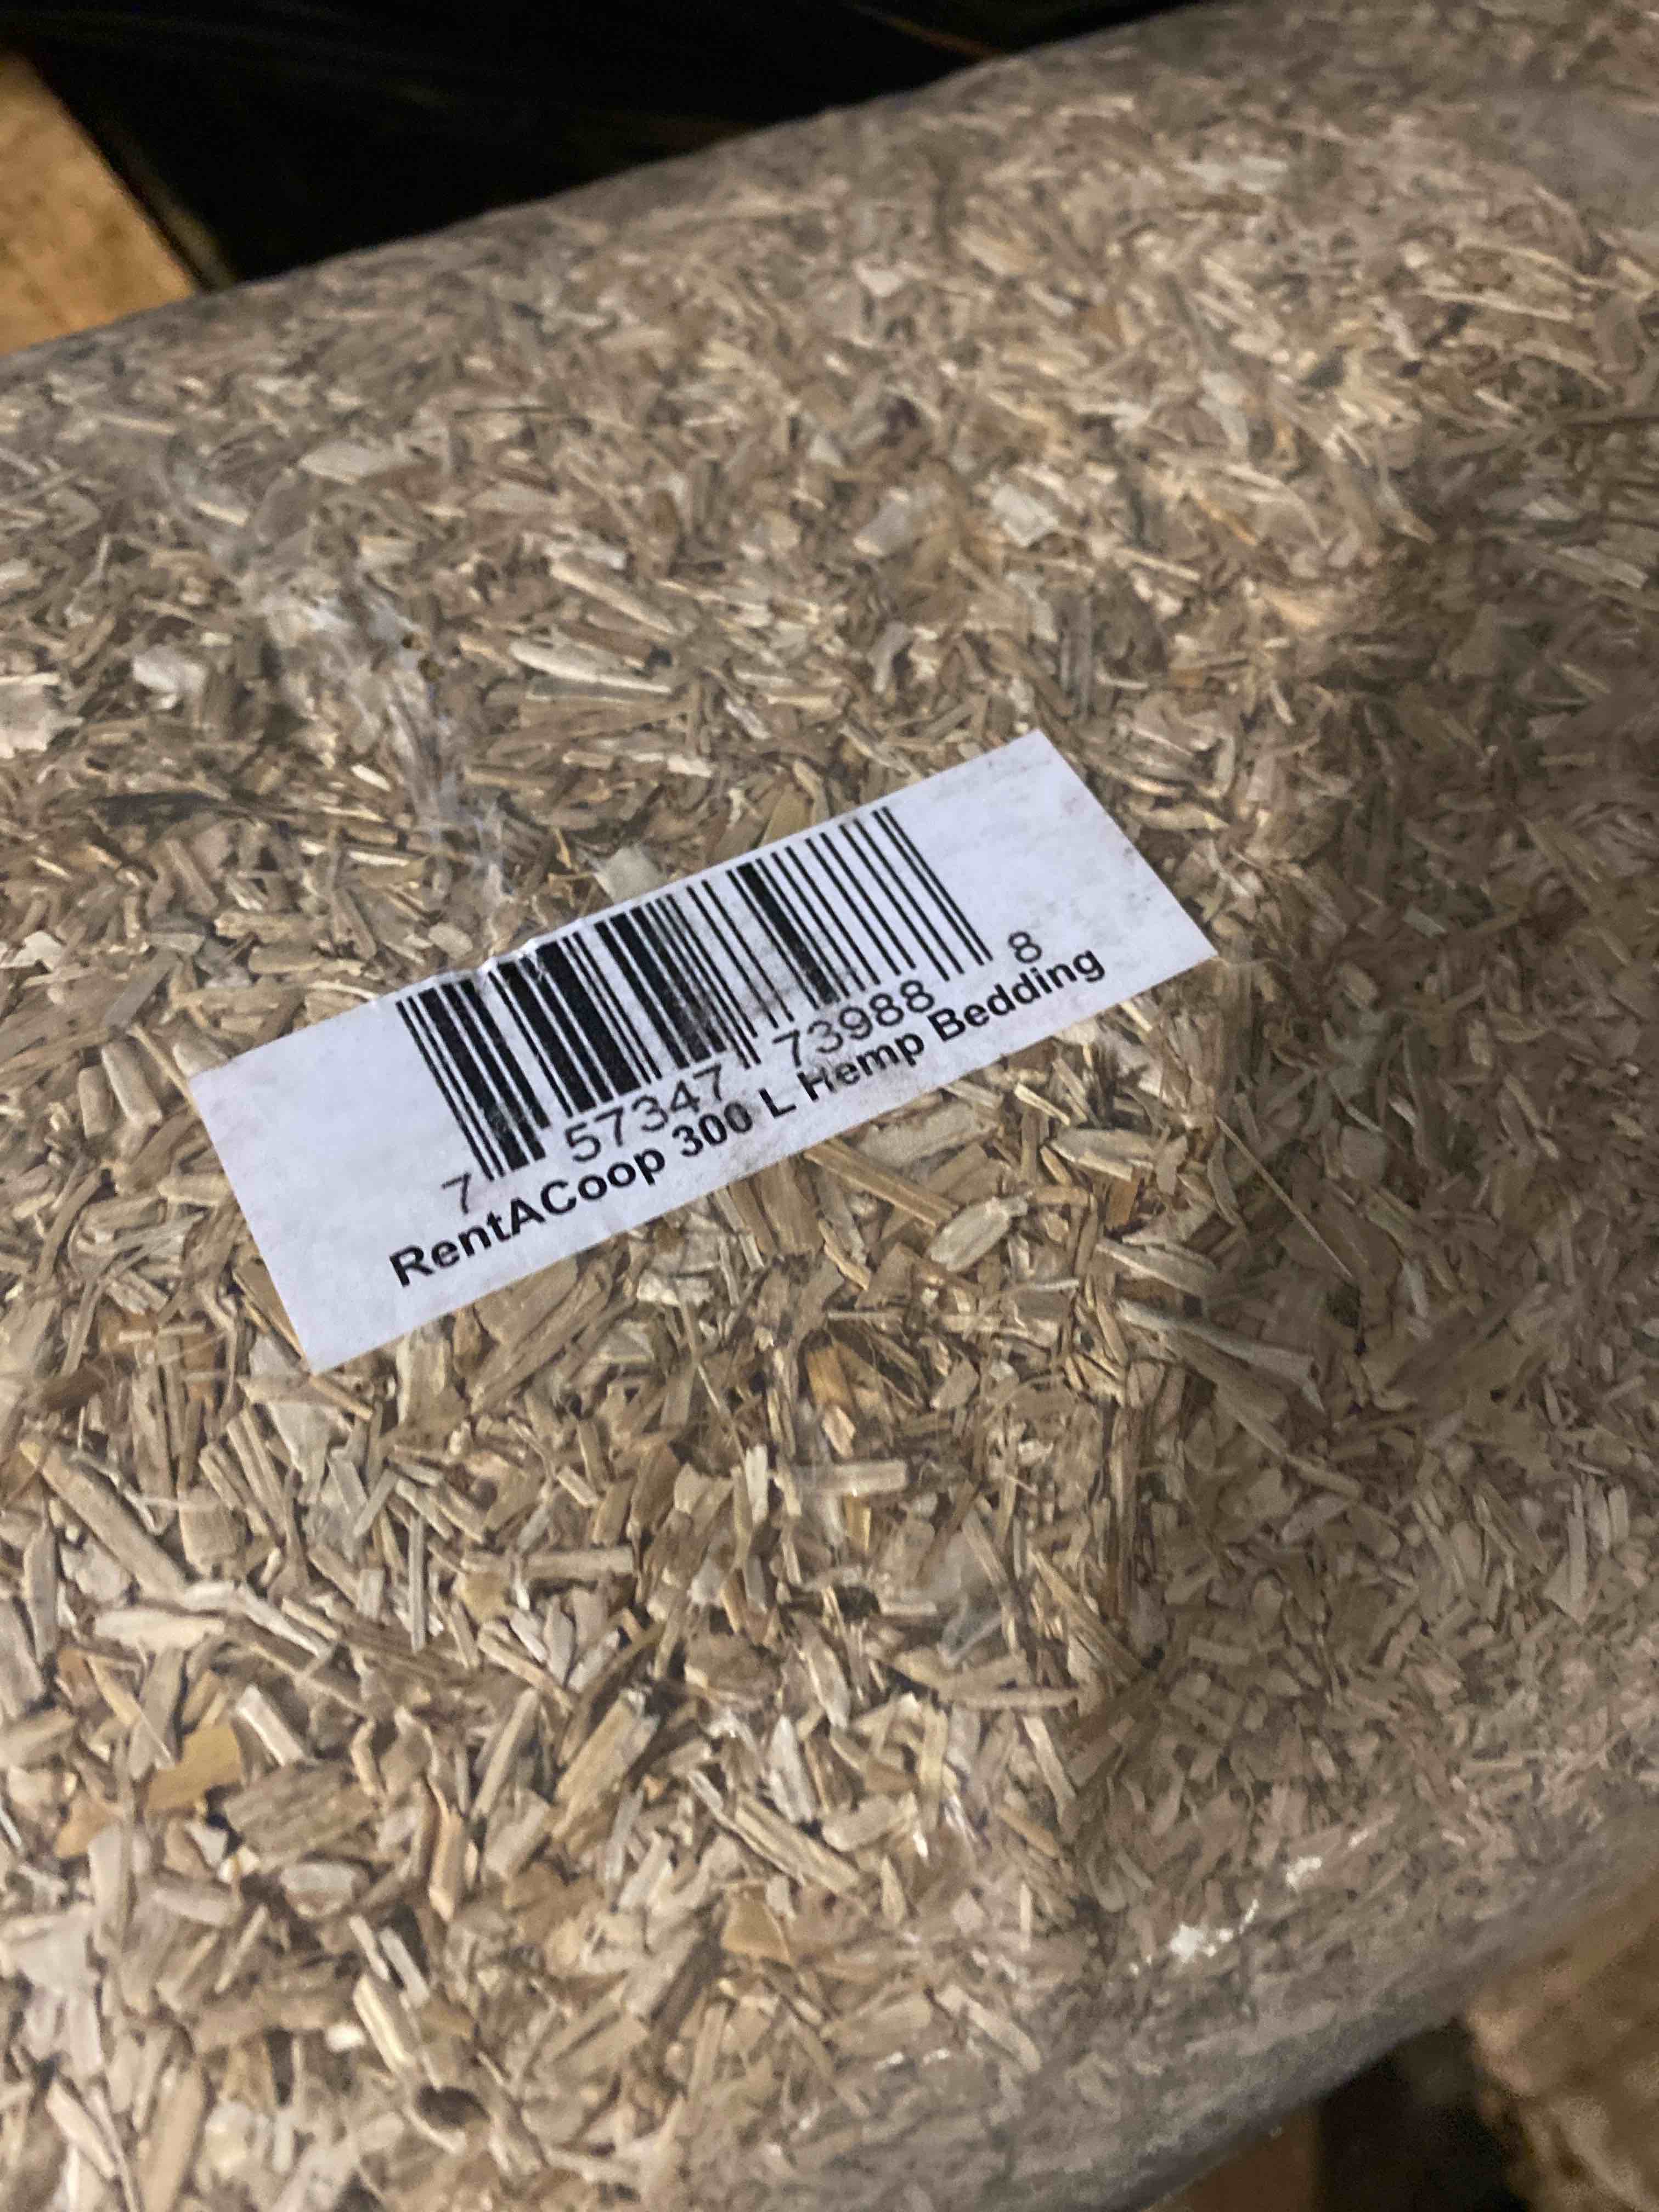 7 57347 73988 8
RentACoop 300 L Hemp Bedding